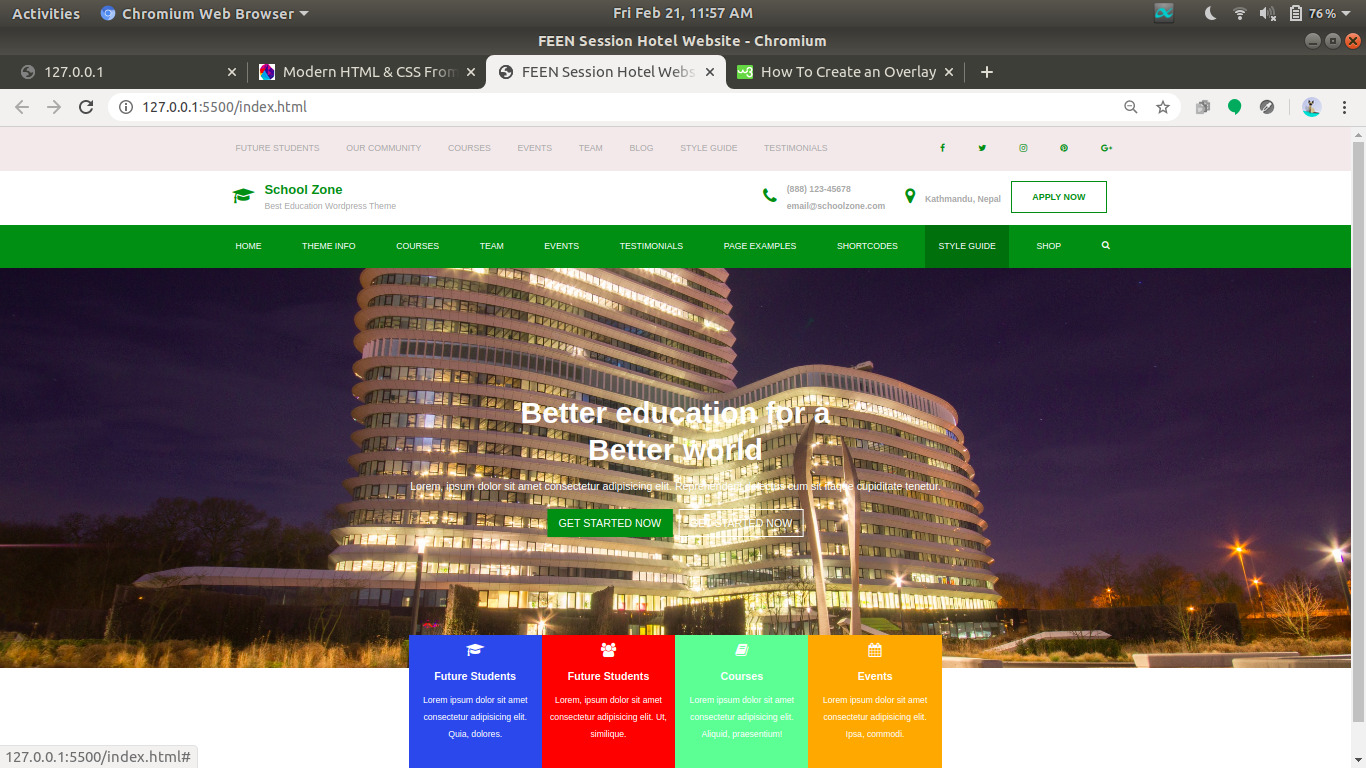 Activities Chromium Web Browser Fri Feb 21, 11:57 AM 76%
FEEN Session Hotel Website - Chromium
127.0.0.1 Modern HTML & CSS From FEEN Session Hotel Webs How To Create an Overlay
127.0.0.1:5500/index.html
FUTURE STUDENTS OUR COMMUNITY COURSES EVENTS TEAM BLOG STYLE GUIDE TESTIMONIALS
School Zone
Best Education Wordpress Theme
(888) 123-45678
email@schoolzone.com
Kathmandu, Nepal
APPLY NOW
HOME THEME INFO COURSES TEAM EVENTS TESTIMONIALS PAGE EXAMPLES SHORTCODES STYLE GUIDE SHOP
Better education for a
Better world
Lorem, ipsum dolor sit amet consectetur adipisicing elit. cum sit itaque cupiditate tenetur.
GET STARTED NOW GET STARTED NOW
Future Students
Lorem ipsum dolor sit amet
consectetur adipisicing elit.
Quia, dolores.
Future Students
Lorem, ipsum dolor sit amet
consectetur adipisicing elit. Ut,
similique.
Courses
Lorem ipsum dolor sit amet
consectetur adipisicing elit.
Aliquid, praesentium!
Events
Lorem ipsum dolor sit amet
consectetur adipisicing elit.
Ipsa, commodi.
127.0.0.1:5500/index.html#